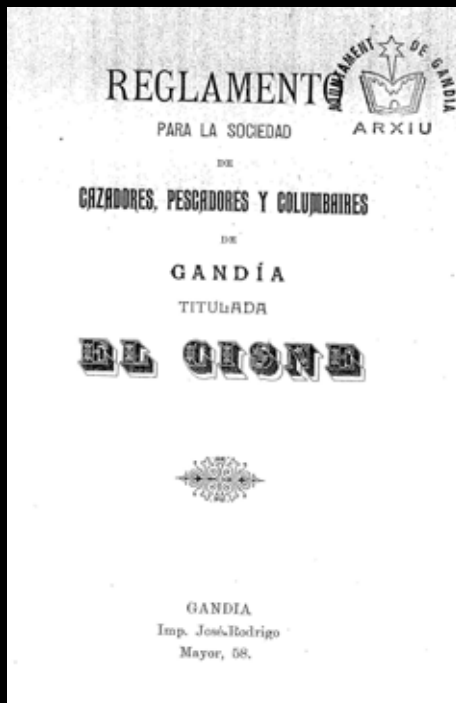 REGLAMENTO
AJUNTAMENT DE GANDIA
ARXIU
PARA LA SOCIEDAD
DE
CAZADORES, PESCADORES Y COLUMBAIRES
DE
GANDÍA
TITULADA
EL CISNE
GANDIA
Imp. José Rodrigo
Mayor, 58.